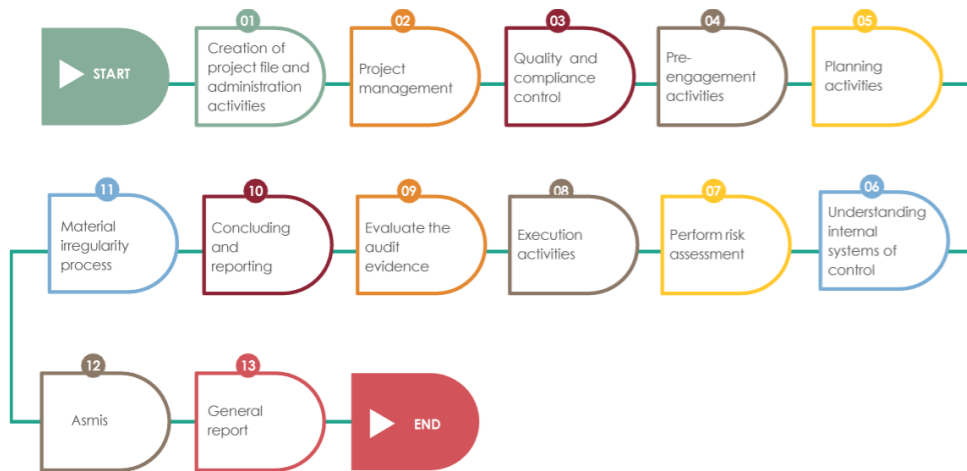 START
01
Creation of
project file and
administration
activities
02
Project
management
03
Quality and
compliance
control
04
Pre-
engagement
activities
05
Planning
activities
06
Understanding
internal
systems of
control
07
Perform risk
assessment
08
Execution
activities
09
Evaluate the
audit
evidence
10
Concluding
and
reporting
11
Material
irregularity
process
12
Asmis
13
General
report
END